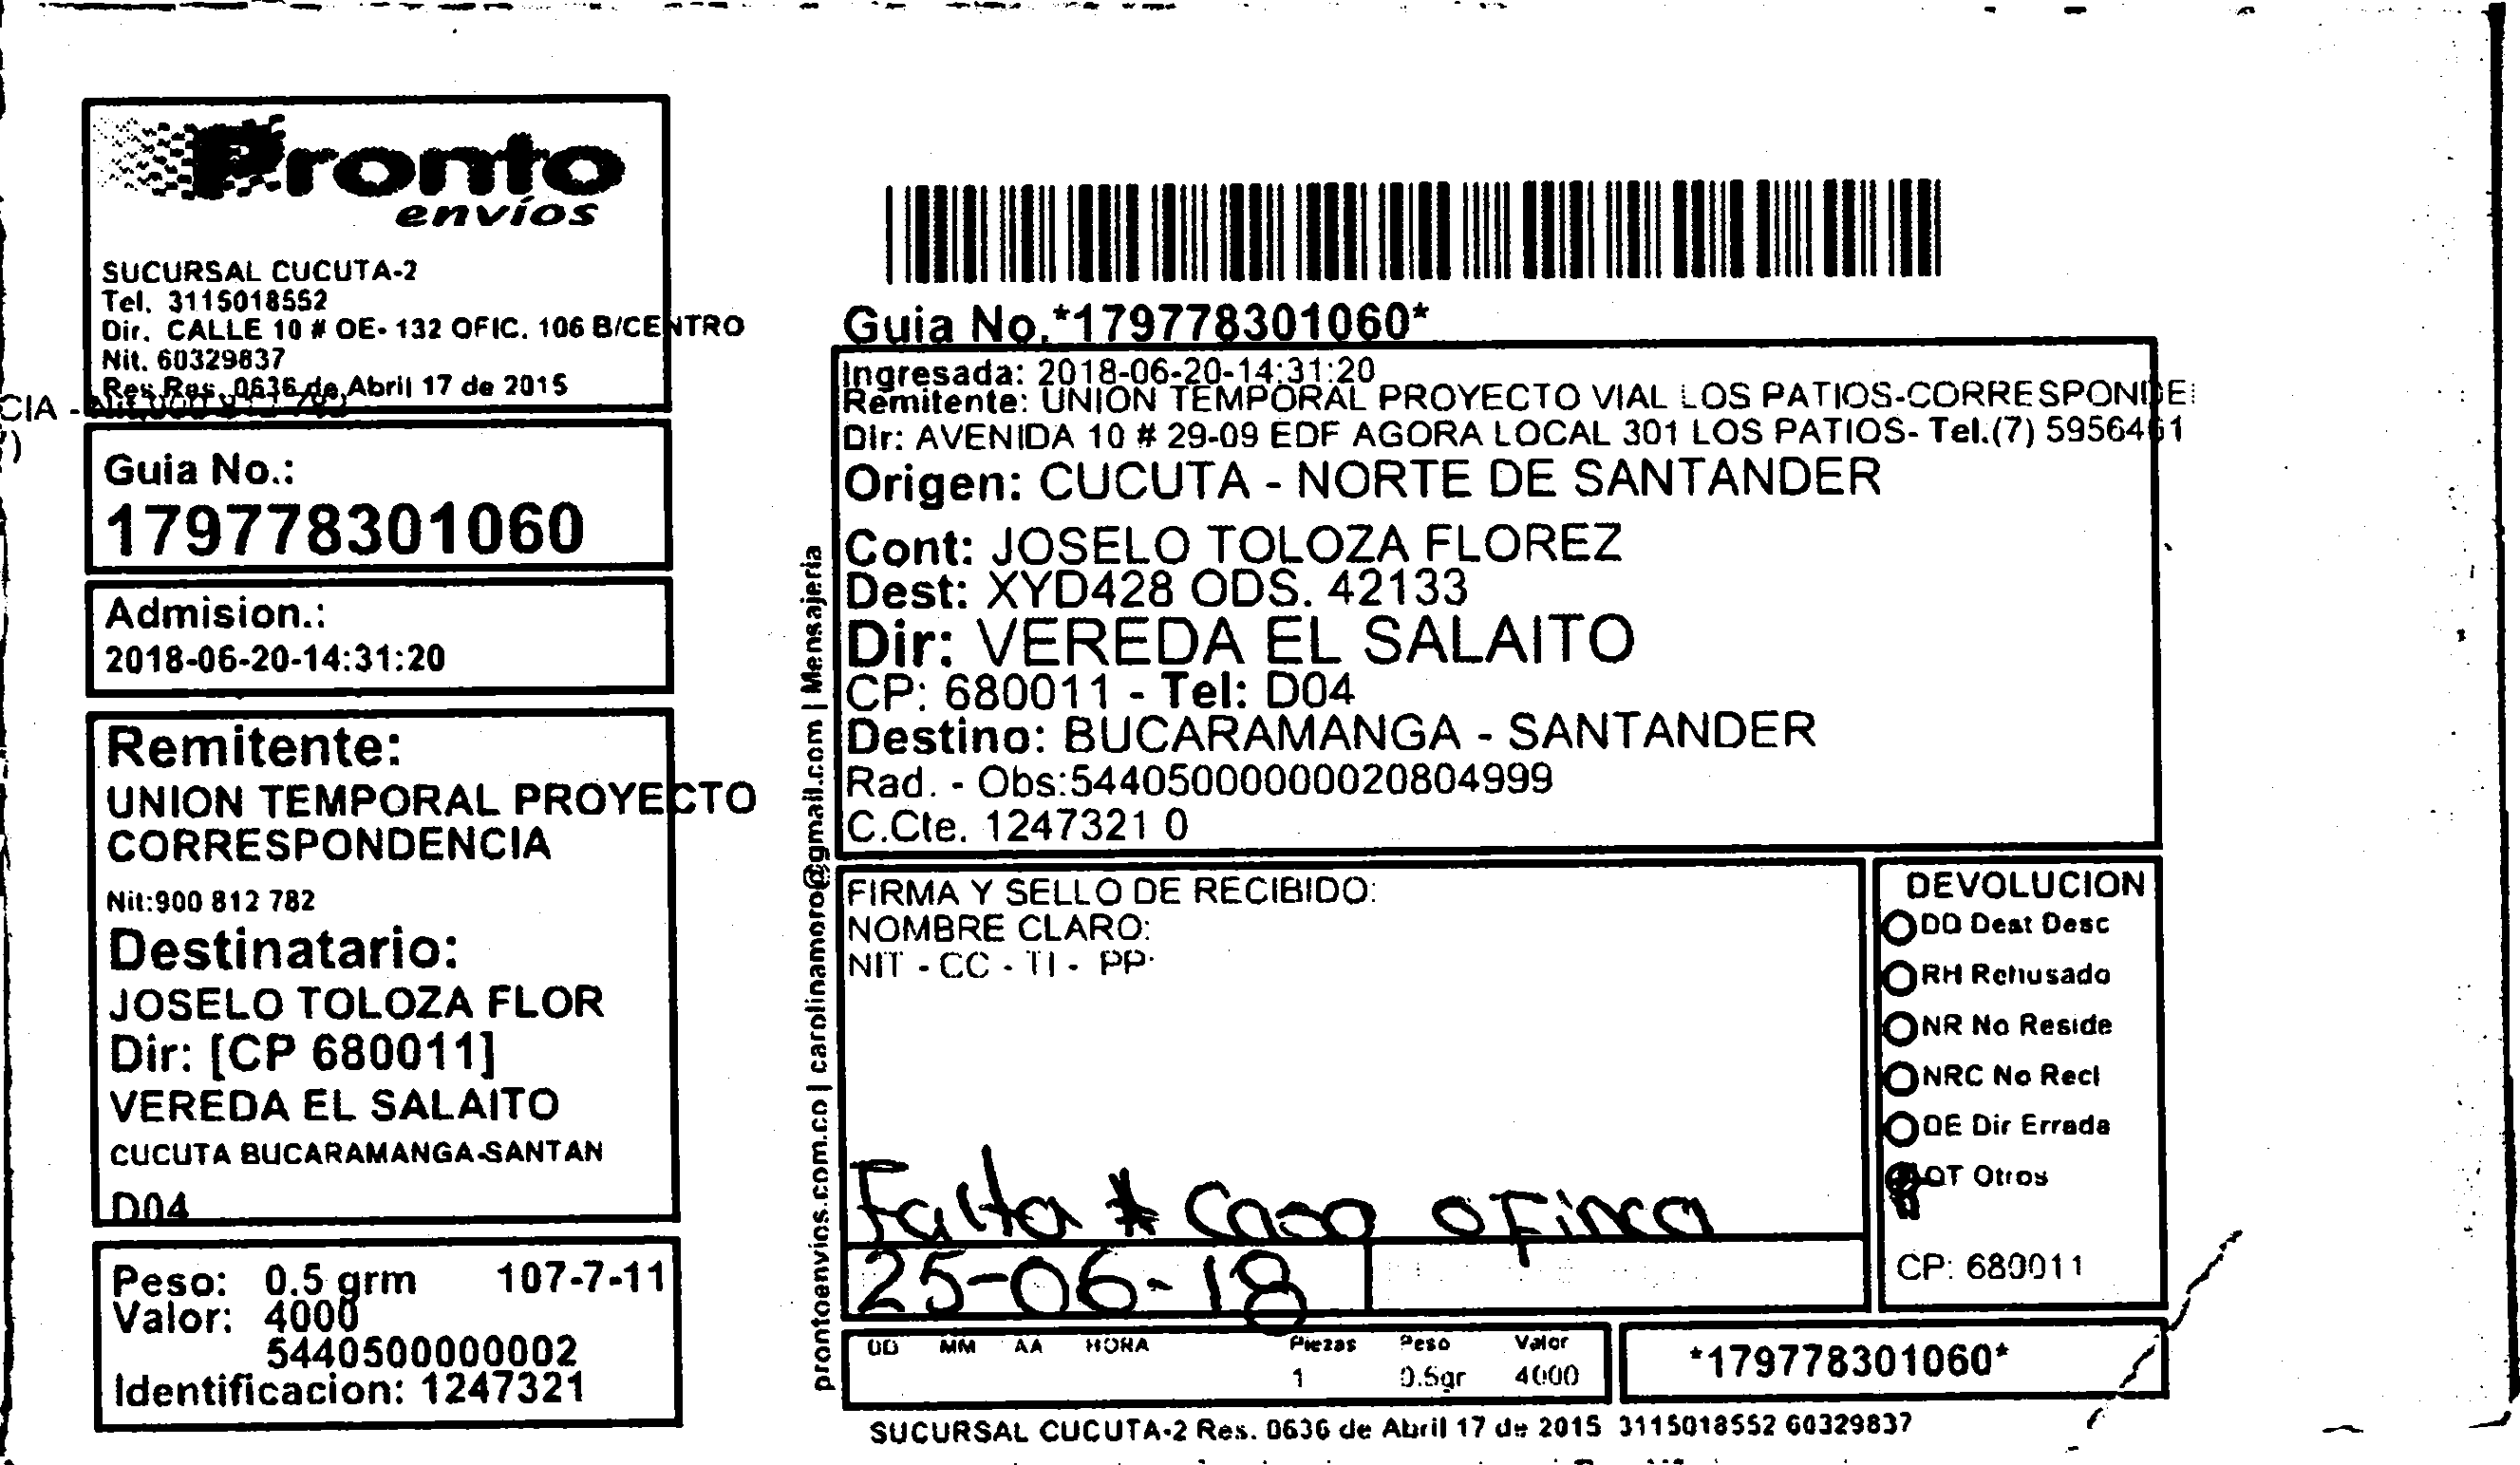 Pronto
envíos
SUCURSAL CUCUTA-2
Tel. 3115018552
Dir. CALLE 10 # OE- 132 OFIC. 106 B/CENTRO
Nit. 60329837
Res Res. 0636 de Abril 17 de 2015
CIA -
Guia No.:
179778301060
Admision.:
2018-06-20-14:31:20
Remitente:
UNION TEMPORAL PROYECTO
CORRESPONDENCIA
Nit:900 812 782
Destinatario:
JOSELO TOLOZA FLOR
Dir: [CP 680011]
VEREDA EL SALAITO
CUCUTA BUCARAMANGA-SANTAN
D04
Peso: 0.5 grm 107-7-11
Valor: 4000
5440500000002
Identificacion: 1247321
prontoenvios.com.co | carolinamoro@gmail.com | Mensajeria
Guia No.*179778301060*
Ingresada: 2018-06-20-14:31:20
Remitente: UNION TEMPORAL PROYECTO VIAL LOS PATIOS-CORRESPONDE
Dir: AVENIDA 10 # 29-09 EDF AGORA LOCAL 301 LOS PATIOS- Tel.(7) 5956461
Origen: CUCUTA - NORTE DE SANTANDER
Cont: JOSELO TOLOZA FLOREZ
Dest: XYD428 ODS. 42133
Dir: VEREDA EL SALAITO
CP: 680011 - Tel: D04
Destino: BUCARAMANGA - SANTANDER
Rad. - Obs:54405000000020804999
C.Cte. 1247321 0
FIRMA Y SELLO DE RECIBIDO:
NOMBRE CLARO:
NIT - CC - TI - PP.
Falta # Casa o Finca
25-06-18
DEVOLUCION
DD Dest Desc
RH Rehusado
NR No Reside
NRC No Recl
DE Dir Errada
OT Otros
CP: 680011
DD MM AA HORA Piezas Peso Valor
1 0.5gr 4000
*179778301060*
SUCURSAL CUCUTA-2 Res. 0636 de Abril 17 de 2015 3115018552 60329837